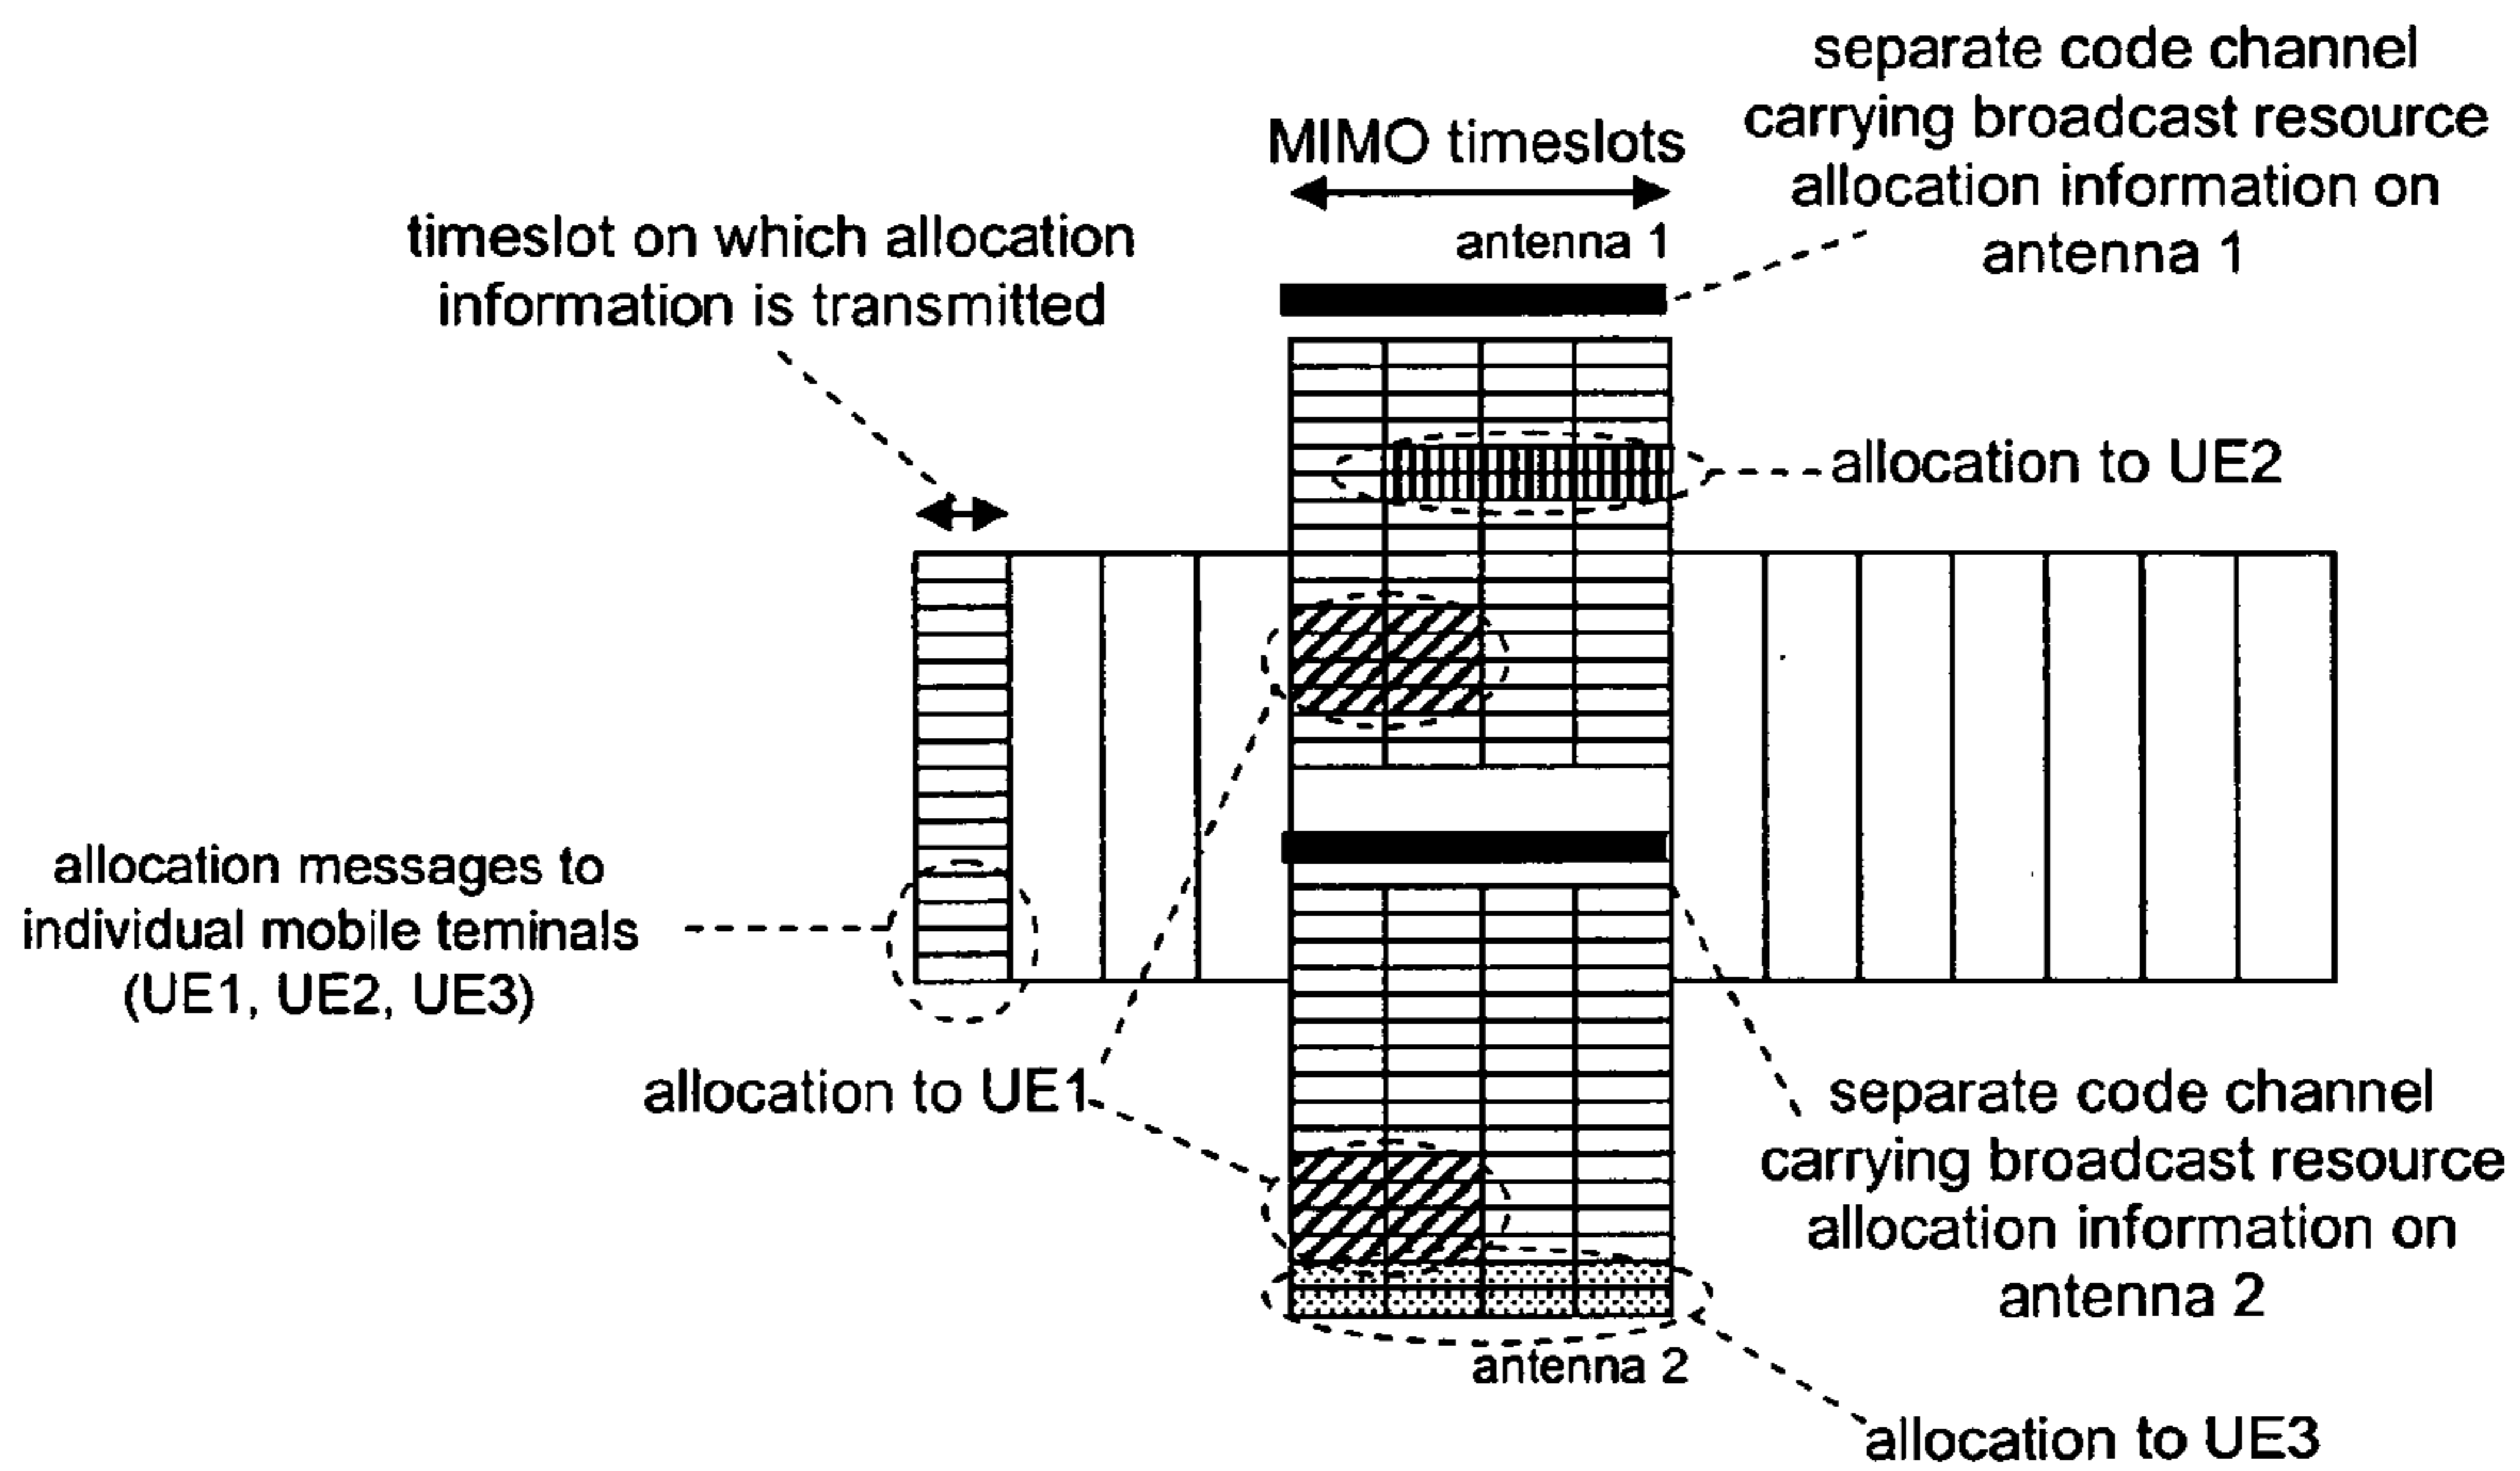 separate code channel
carrying broadcast resource
allocation information on
antenna 1
MIMO timeslots
antenna 1
timeslot on which allocation
information is transmitted
allocation to UE2
allocation messages to
individual mobile teminals
(UE1, UE2, UE3)
allocation to UE1
separate code channel
carrying broadcast resource
allocation information on
antenna 2
antenna 2
allocation to UE3